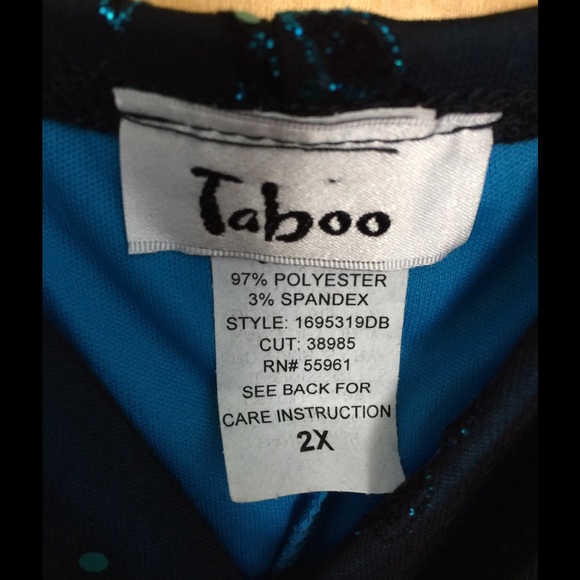 Taboo
97% POLYESTER
3% SPANDEX
STYLE: 1695319DB
CUT: 38985
RN# 55961
SEE BACK FOR
CARE INSTRUCTION
2X